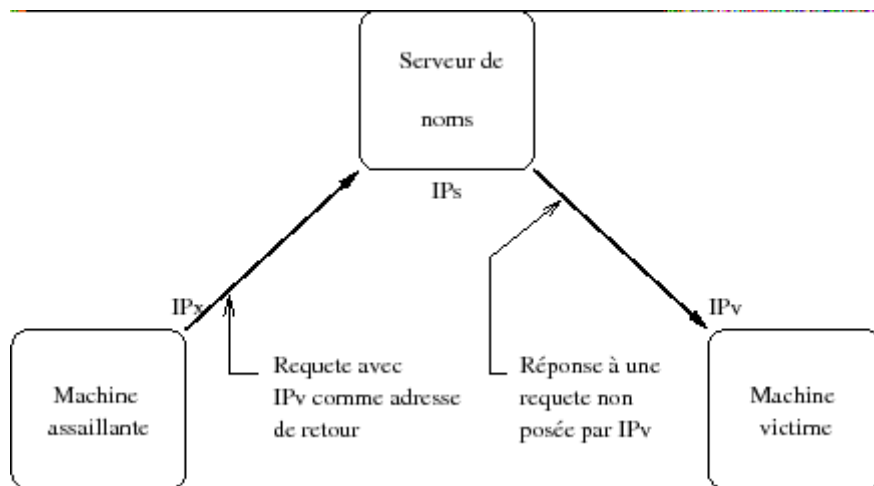 Serveur de
noms
IPs
IPx
IPv
Requete avec
IPv comme adresse
de retour
Réponse à une
requete non
posée par IPv
Machine
assaillante
Machine
victime